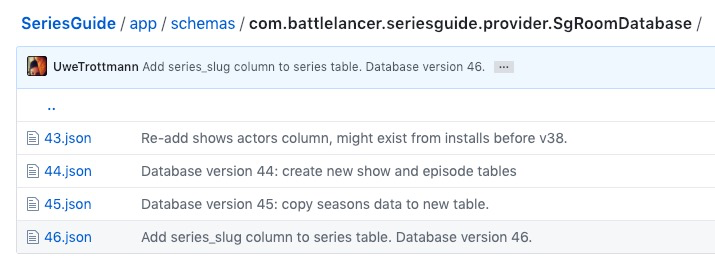 SeriesGuide / app / schemas / com.battlelancer.seriesguide.provider.SgRoomDatabase /
UweTrottmann Add series_slug column to series table. Database version 46. ...
..
43.json Re-add shows actors column, might exist from installs before v38.
44.json Database version 44: create new show and episode tables
45.json Database version 45: copy seasons data to new table.
46.json Add series_slug column to series table. Database version 46.